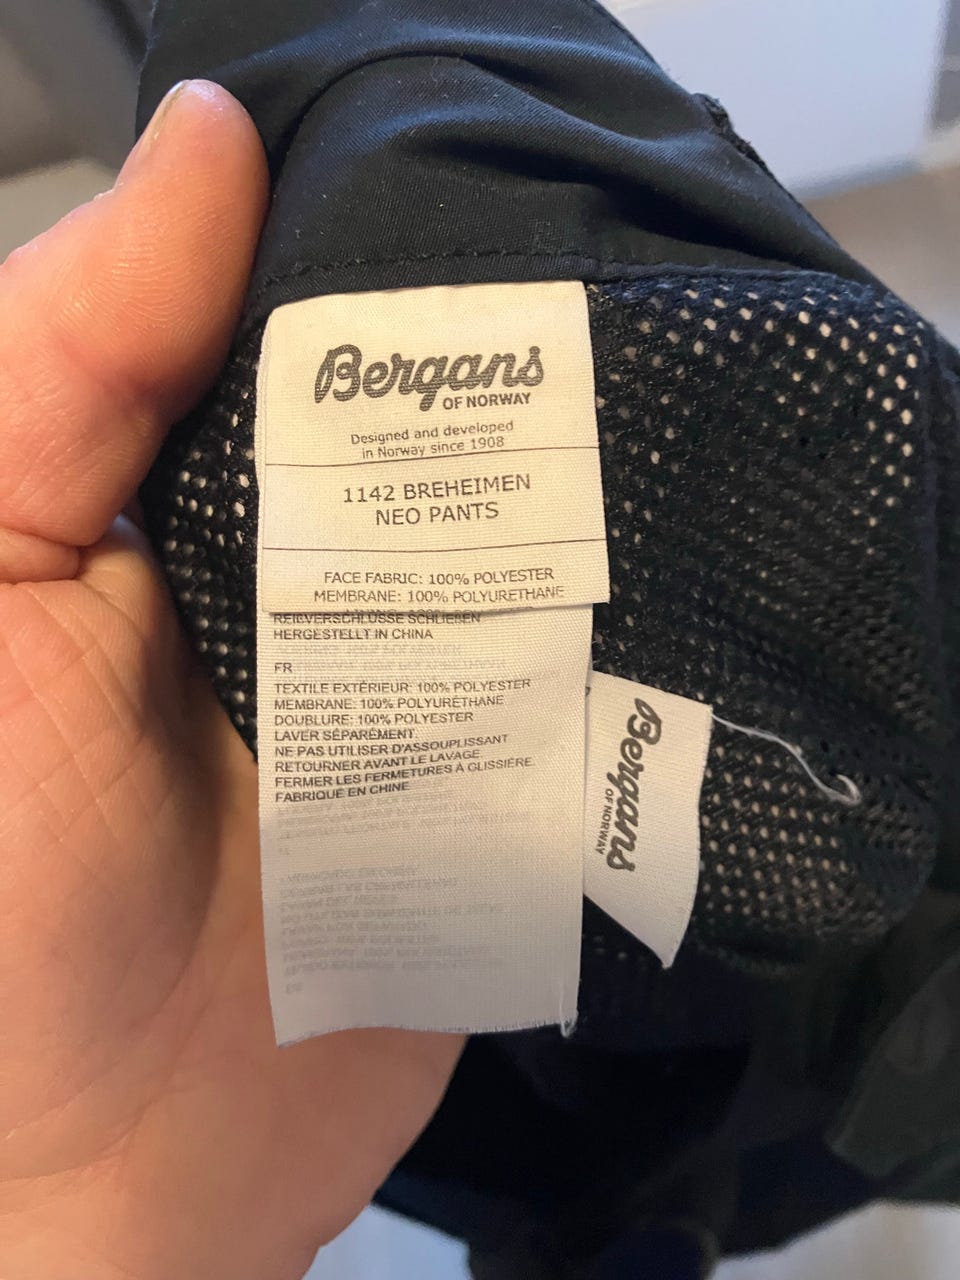 Bergans
OF NORWAY
Designed and developed
in Norway since 1908
1142 BREHEIMEN
NEO PANTS
FACE FABRIC: 100% POLYESTER
MEMBRANE: 100% POLYURETHANE
REIßVERSCHLÜSSE SCHLIEßEN
HERGESTELLT IN CHINA
FR
TEXTILE EXTÉRIEUR: 100% POLYESTER
MEMBRANE: 100% POLYURÉTHANE
DOUBLURE: 100% POLYESTER
LAVER SÉPARÉMENT.
NE PAS UTILISER D'ASSOUPLISSANT
RETOURNER AVANT LE LAVAGE
FERMER LES FERMETURES À GLISSIÈRE.
FABRIQUÉ EN CHINE
Bergans
OF NORWAY